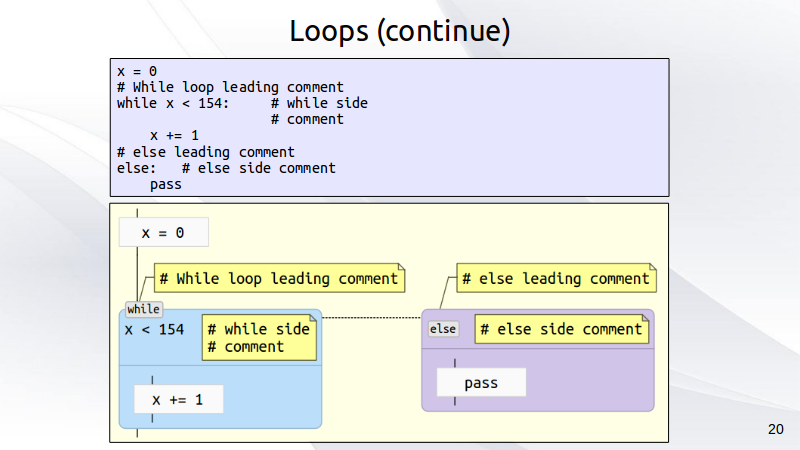 Loops (continue)
x = 0
# While loop leading comment
while x < 154:     # while side
                   # comment
    x += 1
# else leading comment
else:   # else side comment
    pass
x = 0
# While loop leading comment
# else leading comment
while
x < 154
# while side
# comment
else
# else side comment
x += 1
pass
20